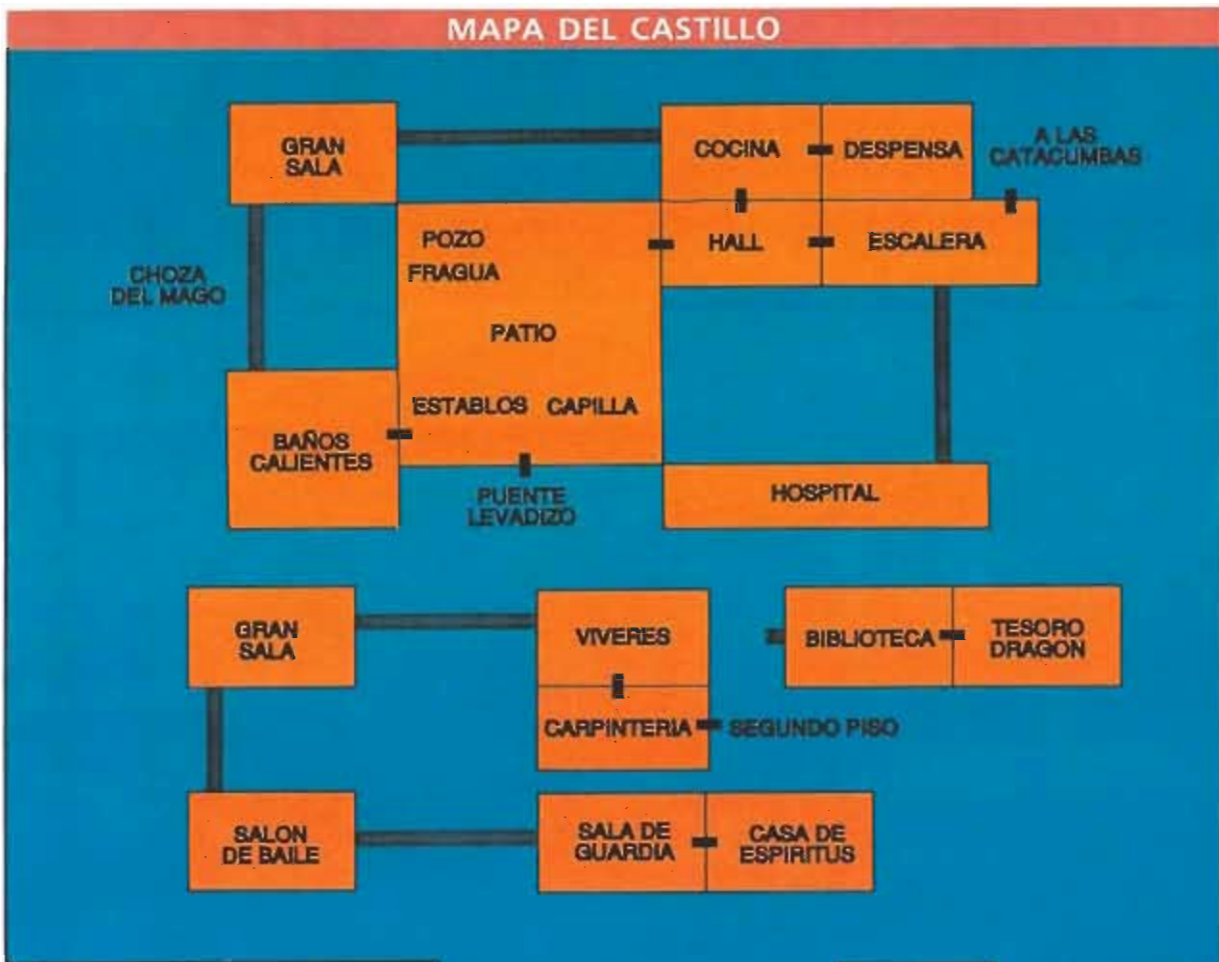 MAPA DEL CASTILLO
GRAN
SALA
COCINA
DESPENSA
A LAS
CATACUMBAS
POZO
FRAGUA
HALL
ESCALERA
CHOZA
DEL MAGO
PATIO
ESTABLOS
CAPILLA
BAÑOS
CALIENTES
PUENTE
LEVADIZO
HOSPITAL
GRAN
SALA
VIVERES
BIBLIOTECA
TESORO
DRAGON
CARPINTERIA
SEGUNDO PISO
SALON
DE BAILE
SALA DE
GUARDIA
CASA DE
ESPIRITUS